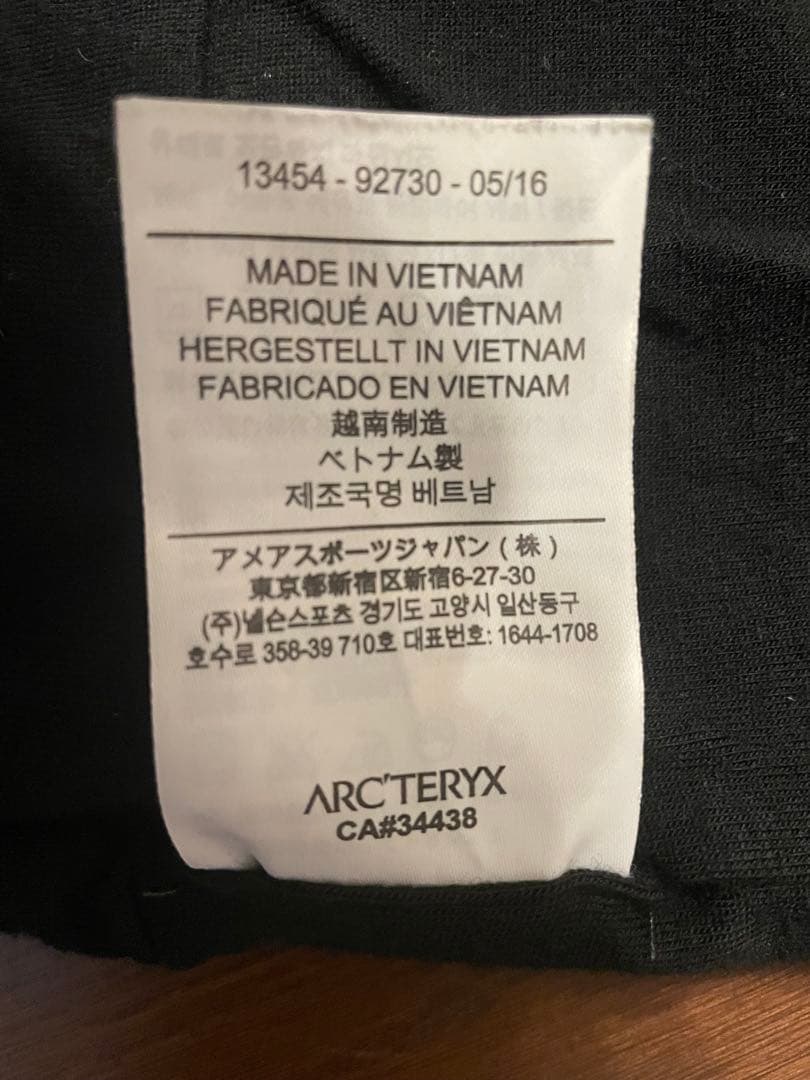 13454 - 92730 - 05/16
MADE IN VIETNAM
FABRIQUÉ AU VIÊTNAM
HERGESTELLT IN VIETNAM
FABRICADO EN VIETNAM
越南制造
ベトナム製
제조국명 베트남
アメアスポーツジャパン ( 株 )
東京都新宿区新宿6-27-30
(주)넬슨스포츠 경기도 고양시 일산동구
호수로 358-39 710호 대표번호: 1644-1708
ARC'TERYX
CA#34438